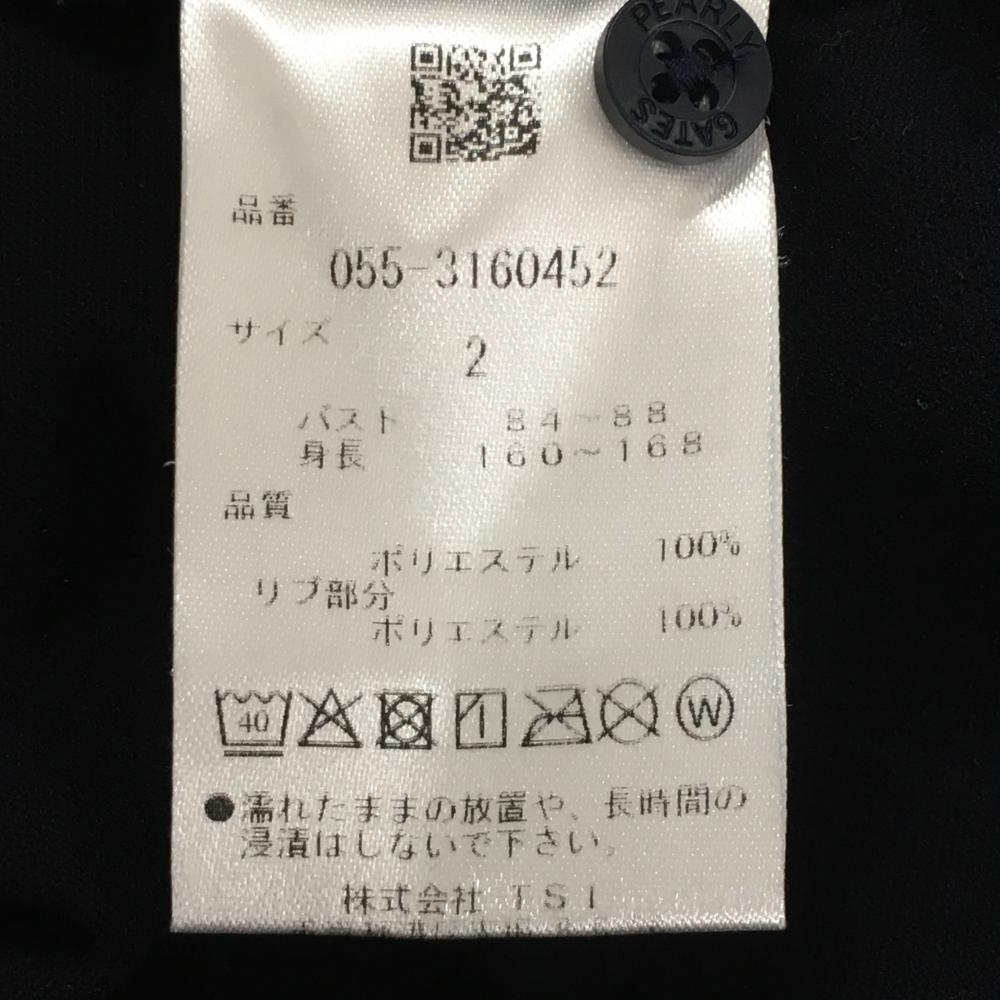 PEARLY
GATES
品番
055-3160452
サイズ
2
バスト 84~88
身長 160~168
品質
ポリエステル 100%
リブ部分
ポリエステル 100%
40
W
●濡れたままの放置や、長時間の
浸漬はしないで下さい。
株式会社 TSI